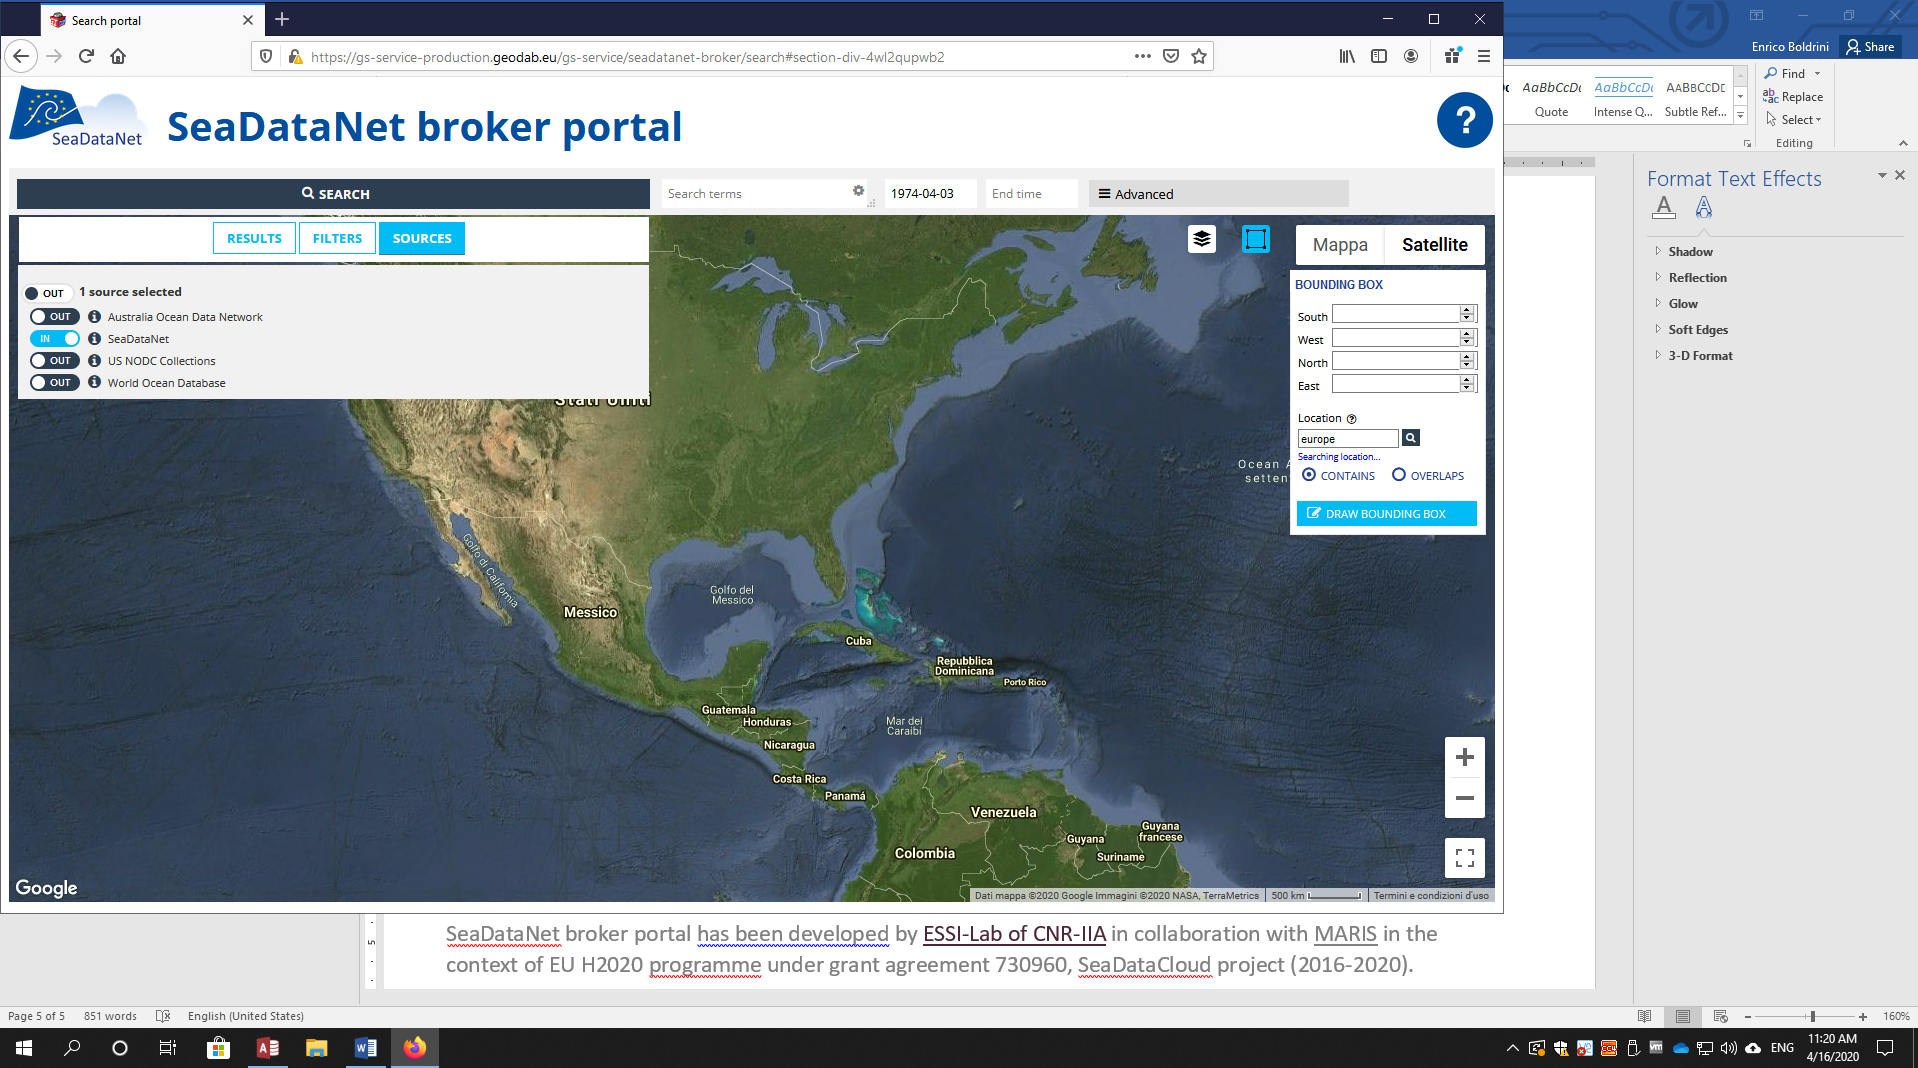 Search portal
Enrico Boldrini
Share
https://gs-service-production.geodab.eu/gs-service/seadatanet-broker/search#section-div-4wl2qupwb2
AaBbCcDc
AaBbCcDc
AABBCCDE
Quote
Intense Q...
Subtle Ref...
Find
Replace
Select
Editing
SeaDataNet
SeaDataNet broker portal
?
Format Text Effects
Shadow
Reflection
Glow
Soft Edges
3-D Format
SEARCH
Search terms
1974-04-03
End time
Advanced
RESULTS
FILTERS
SOURCES
OUT 1 source selected
OUT Australia Ocean Data Network
IN SeaDataNet
OUT US NODC Collections
OUT World Ocean Database
Mappa
Satellite
BOUNDING BOX
South
West
North
East
Location
europe
Searching location...
CONTAINS
OVERLAPS
DRAW BOUNDING BOX
Stati Uniti
Ocean A
setten
Golfo di California
Golfo del
Messico
Messico
Cuba
Repubblica
Dominicana
Porto Rico
Guatemala
Honduras
Mar dei
Caraibi
Nicaragua
Costa Rica
Panamá
Venezuela
Guyana
Guyana
francese
Suriname
Colombia
Google
Dati mappa ©2020 Google Immagini ©2020 NASA, TerraMetrics
500 km
Termini e condizioni d'uso
SeaDataNet broker portal has been developed by ESSI-Lab of CNR-IIA in collaboration with MARIS in the
context of EU H2020 programme under grant agreement 730960, SeaDataCloud project (2016-2020).
5
Page 5 of 5
851 words
English (United States)
160%
ENG
11:20 AM
4/16/2020